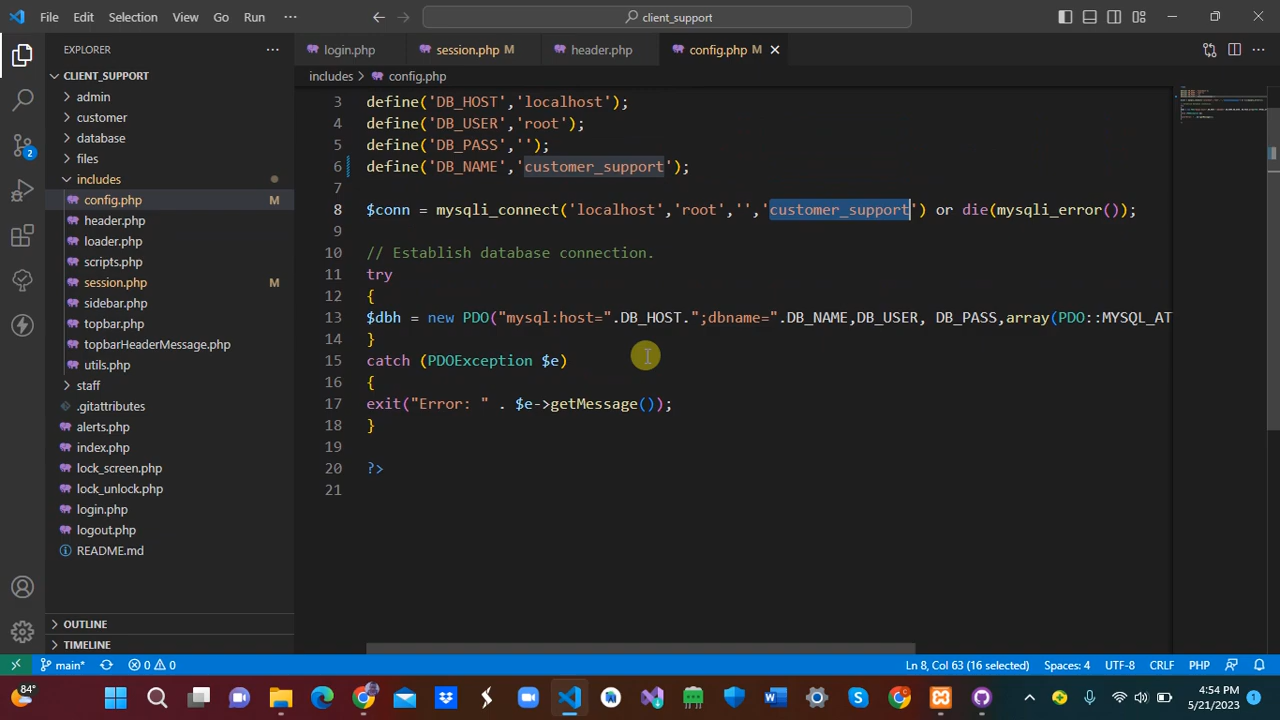 File Edit Selection View Go Run ··· client_support
EXPLORER ··· login.php session.php M header.php config.php M
CLIENT_SUPPORT
includes > config.php
admin
customer
database
files
includes
config.php M
header.php
loader.php
scripts.php
session.php M
sidebar.php
topbar.php
topbarHeaderMessage.php
utils.php
staff
.gitattributes
alerts.php
index.php
lock_screen.php
lock_unlock.php
login.php
logout.php
README.md
OUTLINE
TIMELINE
2
3 define('DB_HOST','localhost');
4 define('DB_USER','root');
5 define('DB_PASS','');
6 define('DB_NAME','customer_support');
7
8 $conn = mysqli_connect('localhost','root','','customer_support') or die(mysqli_error());
9
10 // Establish database connection.
11 try
12 {
13 $dbh = new PDO("mysql:host=".DB_HOST.";dbname=".DB_NAME,DB_USER, DB_PASS,array(PDO::MYSQL_AT
14 }
15 catch (PDOException $e)
16 {
17 exit("Error: " . $e->getMessage());
18 }
19
20 ?>
21
main* 0 0 Ln 8, Col 63 (16 selected) Spaces: 4 UTF-8 CRLF PHP
84° 4:54 PM
5/21/2023 1